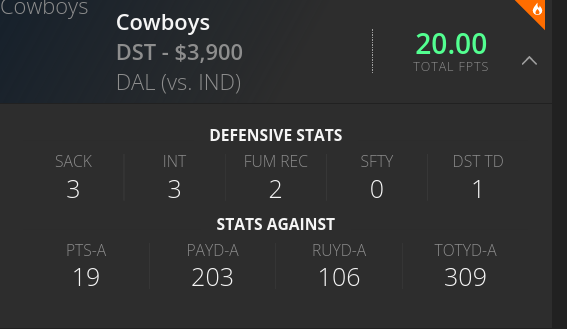 Cowboys
Cowboys
DST - $3,900
DAL (vs. IND)
20.00
TOTAL FPTS
DEFENSIVE STATS
SACK INT FUM REC SFTY DST TD
3 3 2 0 1
STATS AGAINST
PTS-A PAYD-A RUYD-A TOTYD-A
19 203 106 309